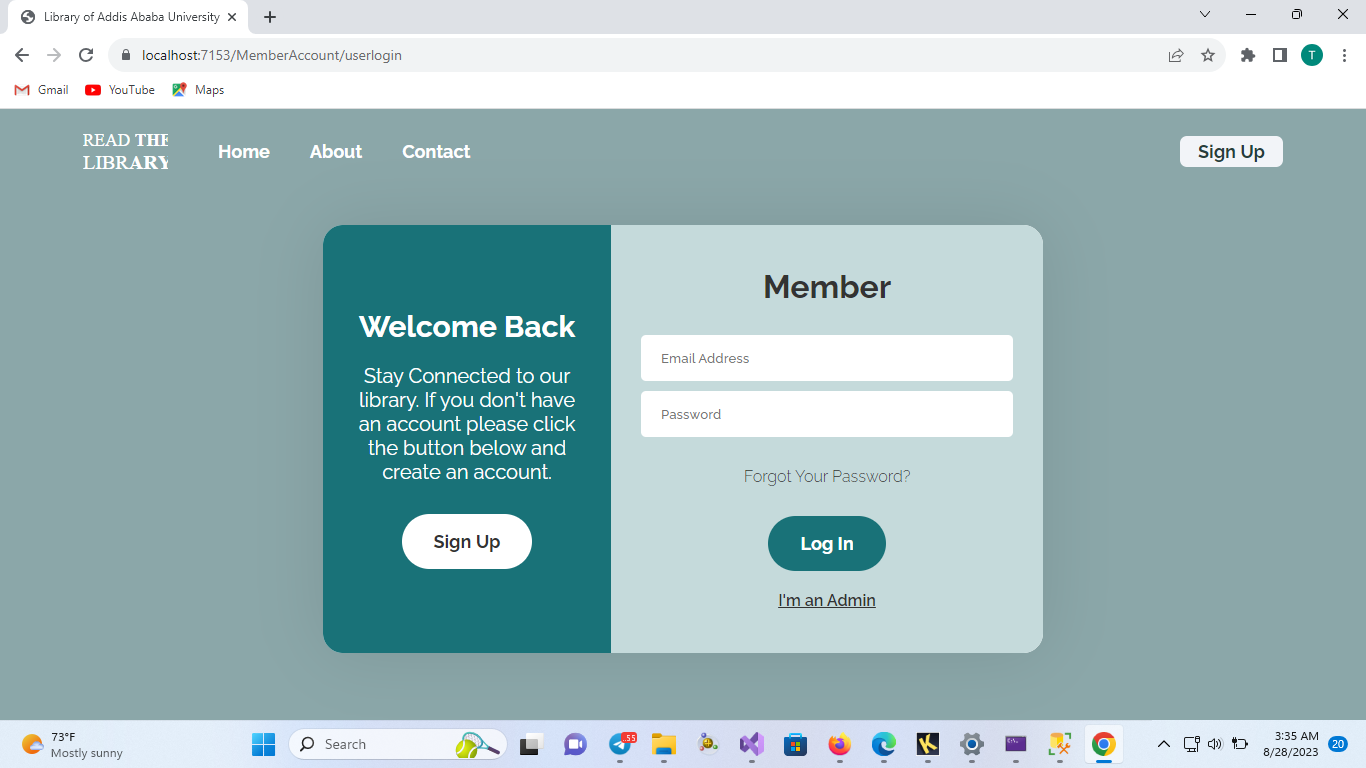 Library of Addis Ababa University
localhost:7153/MemberAccount/userlogin
T
Gmail
YouTube
Maps
READ THE
LIBRARY
Home
About
Contact
Sign Up
Welcome Back
Stay Connected to our
library. If you don't have
an account please click
the button below and
create an account.
Sign Up
Member
Email Address
Password
Forgot Your Password?
Log In
I'm an Admin
73°F
Mostly sunny
Search
55
3:35 AM
8/28/2023
20